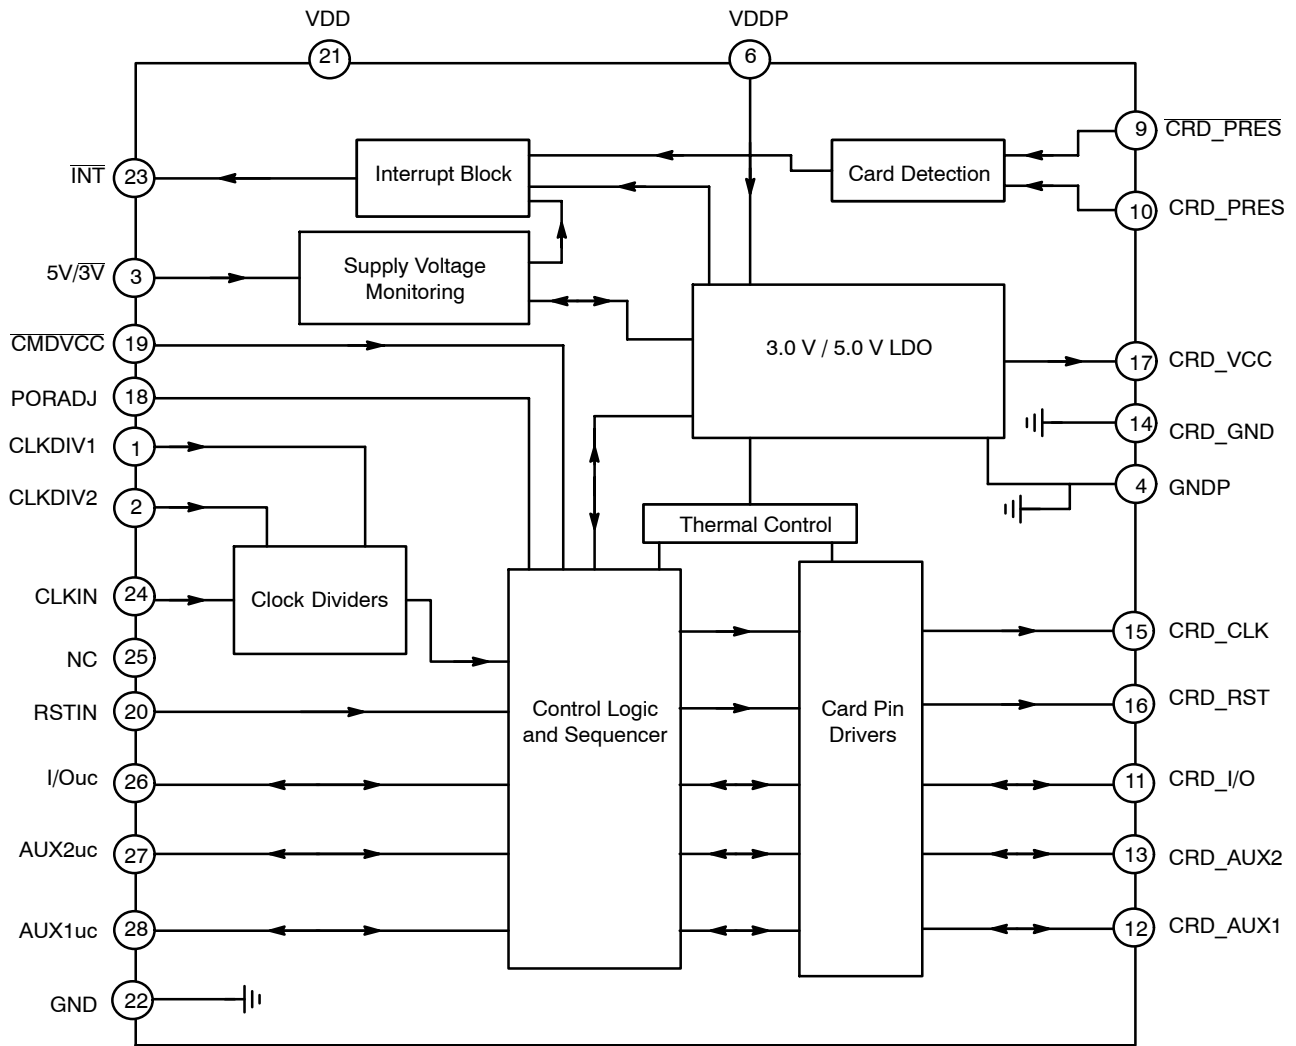 VDD
VDDP
21
6
9
CRD_PRES
INT
23
Interrupt Block
Card Detection
10
CRD_PRES
5V/3V
3
Supply Voltage
Monitoring
CMDVCC
19
3.0 V / 5.0 V LDO
17
CRD_VCC
PORADJ
18
14
CRD_GND
CLKDIV1
1
4
GNDP
CLKDIV2
2
Thermal Control
CLKIN
24
Clock Dividers
15
CRD_CLK
NC
25
RSTIN
20
Control Logic
and Sequencer
Card Pin
Drivers
16
CRD_RST
I/Ouc
26
11
CRD_I/O
AUX2uc
27
13
CRD_AUX2
AUX1uc
28
12
CRD_AUX1
GND
22